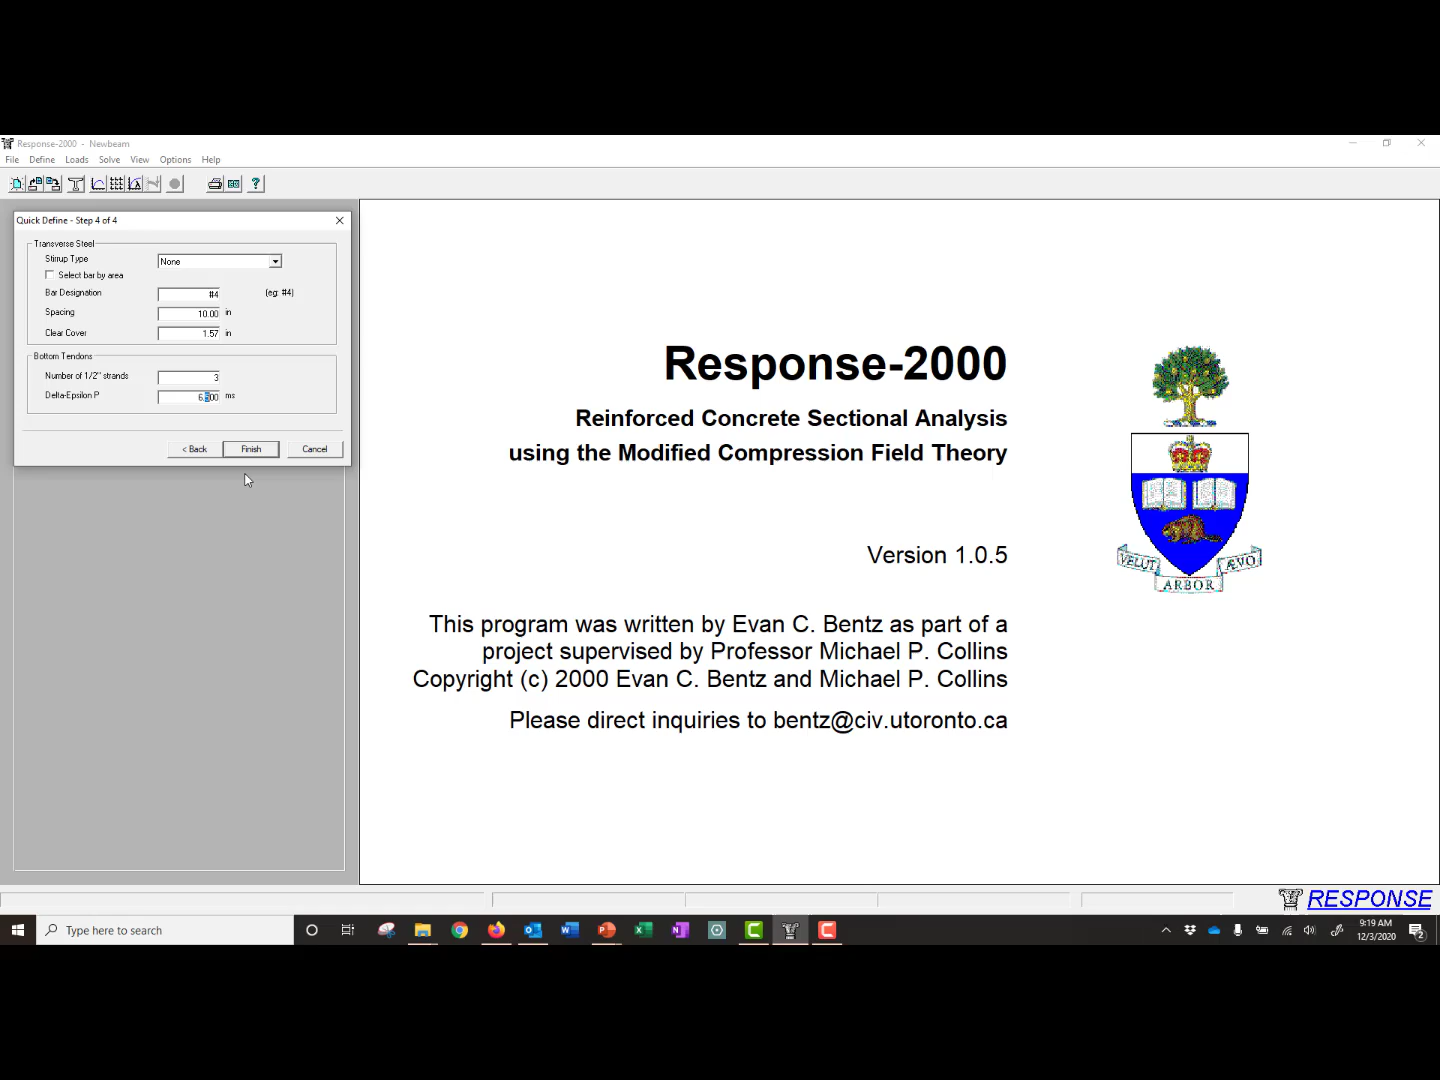 Response-2000 - Newbeam
File Define Loads Solve View Options Help
Quick Define - Step 4 of 4
Transverse Steel
Stirrup Type None
Select bar by area
Bar Designation #4 (eg: #4)
Spacing 10.00 in
Clear Cover 1.57 in
Bottom Tendons
Number of 1/2" strands 3
Delta-Epsilon P 6.500 ms
< Back Finish Cancel
Response-2000
Reinforced Concrete Sectional Analysis
using the Modified Compression Field Theory
Version 1.0.5
VELUT ARBOR ÆVO
This program was written by Evan C. Bentz as part of a
project supervised by Professor Michael P. Collins
Copyright (c) 2000 Evan C. Bentz and Michael P. Collins
Please direct inquiries to bentz@civ.utoronto.ca
RESPONSE
Type here to search
9:19 AM
12/3/2020
2